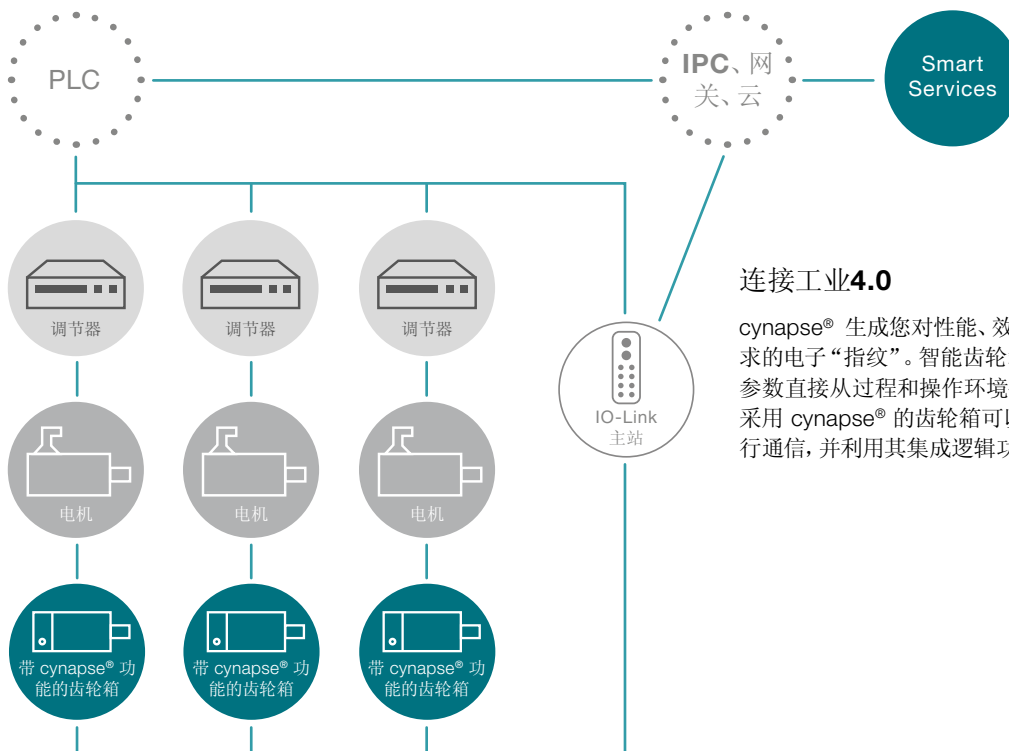 PLC
IPC、网
关、云
Smart
Services
调节器
调节器
调节器
连接工业4.0
cynapse® 生成您对性能、效
求的电子“指纹”。智能齿轮
参数直接从过程和操作环境
采用 cynapse® 的齿轮箱可
行通信,并利用其集成逻辑
IO-Link
主站
电机
电机
电机
带 cynapse® 功
能的齿轮箱
带 cynapse® 功
能的齿轮箱
带 cynapse® 功
能的齿轮箱